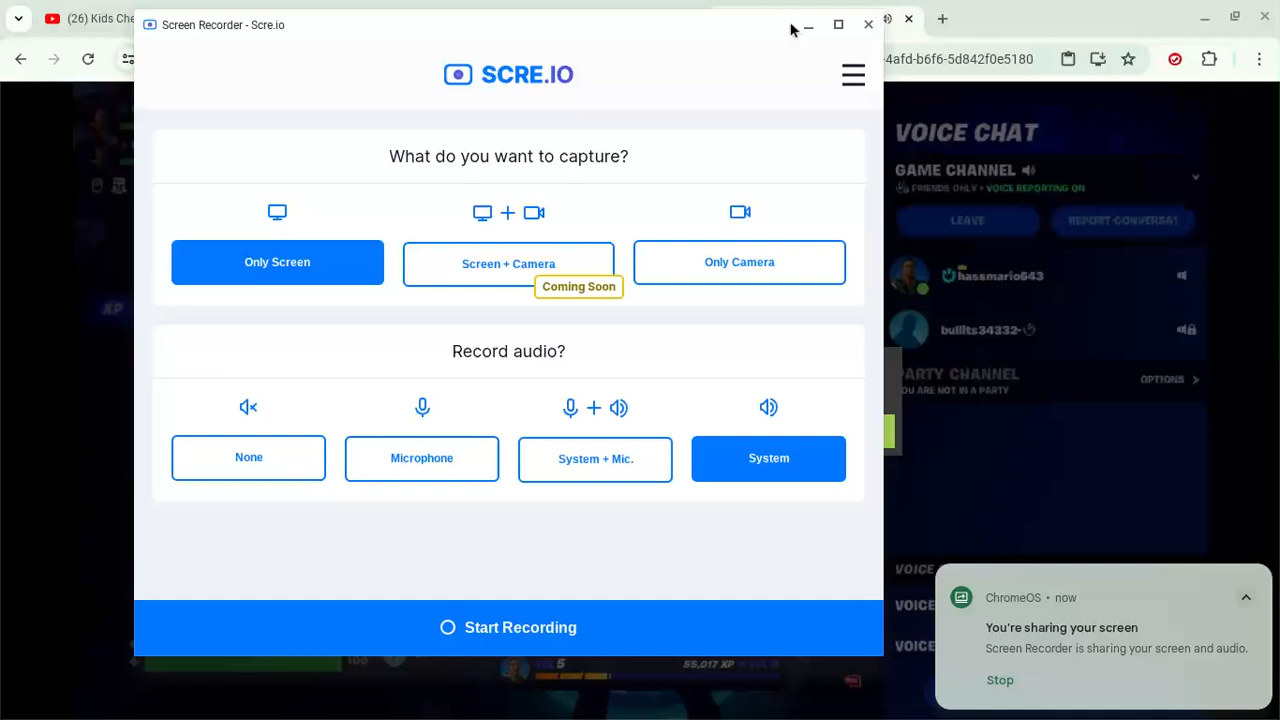 (26) Kids Che
Screen Recorder - Scre.io
4afd-b6f6-5d842f0e5180
SCRE.IO
What do you want to capture?
Only Screen
Screen + Camera
Only Camera
Coming Soon
Record audio?
None
Microphone
System + Mic.
System
Start Recording
XP
VOICE CHAT
GAME CHANNEL
FRIENDS ONLY • VOICE REPORTING ON
LEAVE
REPORT CONVERSAT
hassmario643
bullits34332-
PARTY CHANNEL
YOU ARE NOT IN A PARTY
OPTIONS
VOICE
VOICE
VOICE
ChromeOS • now
You're sharing your screen
Screen Recorder is sharing your screen and audio.
Stop
100
5
55,017 XP